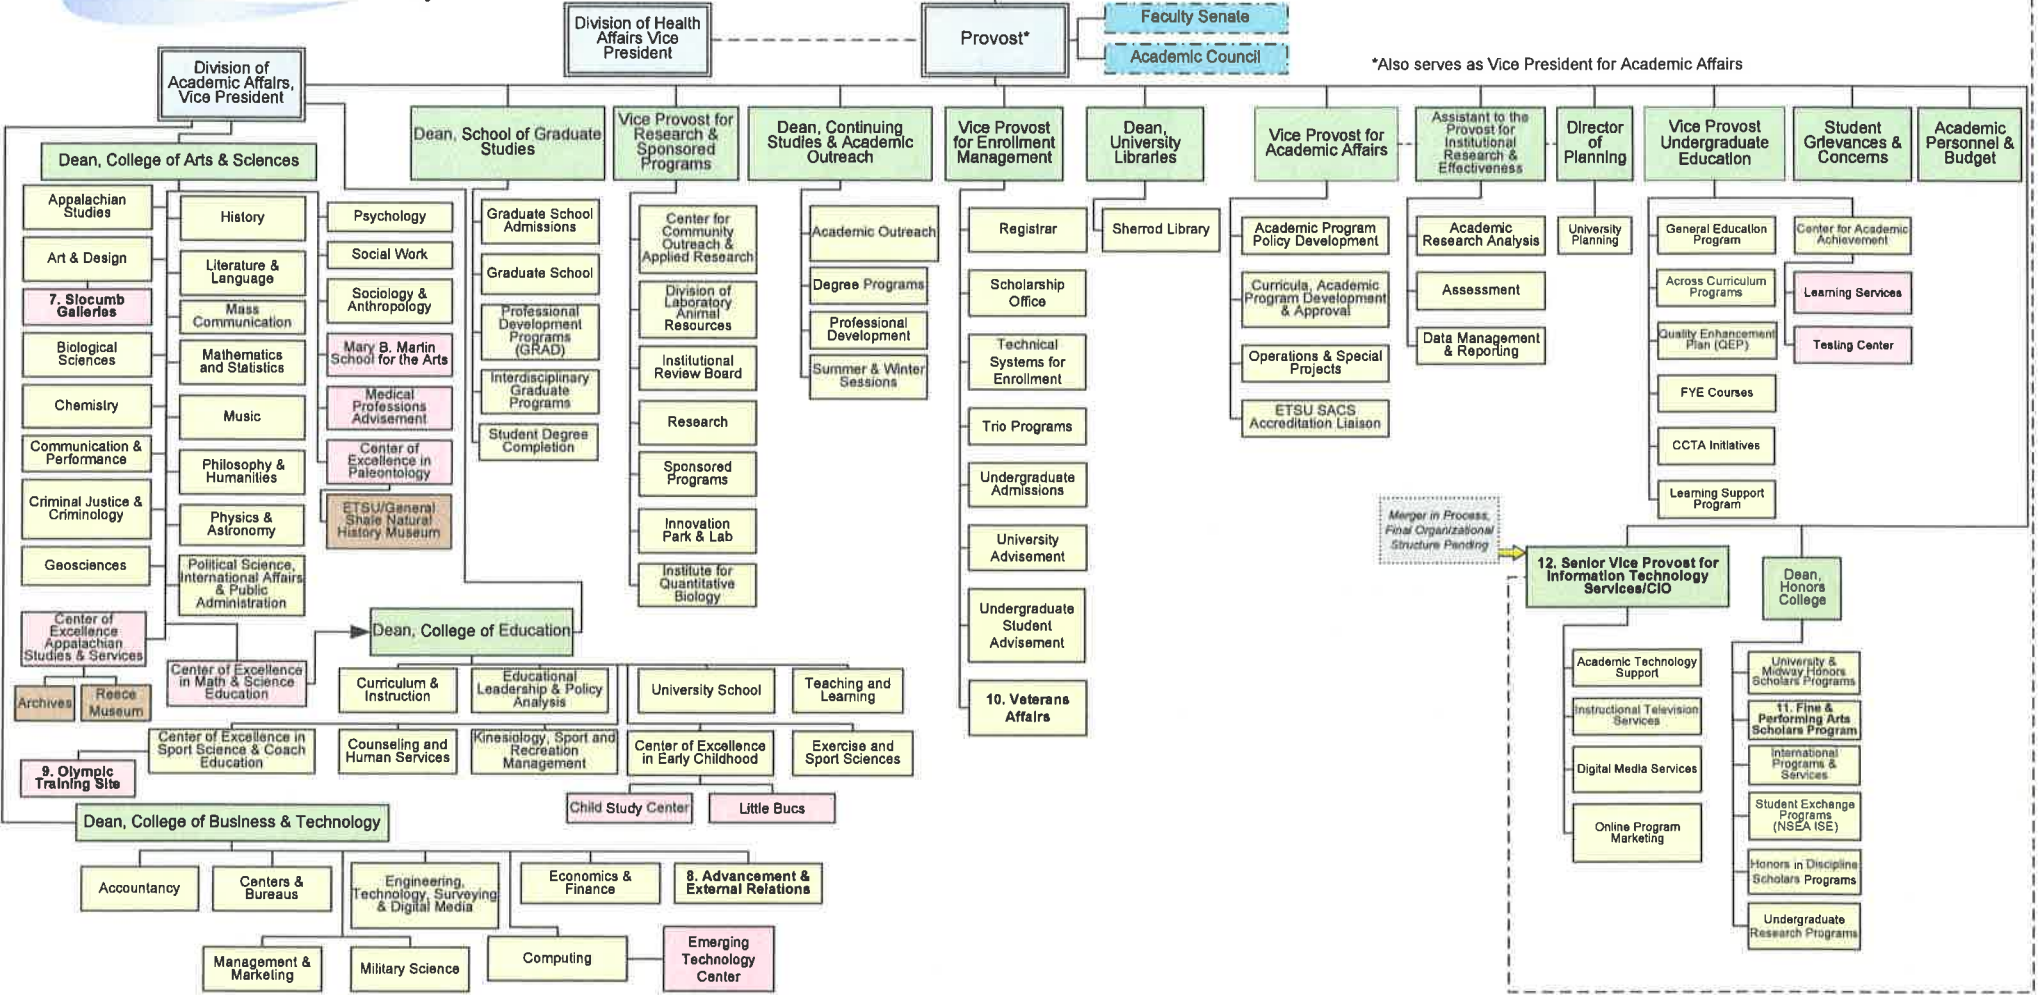 Division of Health
Affairs Vice
President
Provost*
Faculty Senate
Academic Council
*Also serves as Vice President for Academic Affairs
Division of
Academic Affairs,
Vice President
Dean, College of Arts & Sciences
Dean, School of Graduate
Studies
Vice Provost for
Research &
Sponsored
Programs
Dean, Continuing
Studies & Academic
Outreach
Vice Provost
for Enrollment
Management
Dean,
University
Libraries
Vice Provost for
Academic Affairs
Assistant to the
Provost for
Institutional
Research &
Effectiveness
Director
of
Planning
Vice Provost
Undergraduate
Education
Student
Grievances &
Concerns
Academic
Personnel &
Budget
Appalachian
Studies
Art & Design
7. Slocumb
Galleries
Biological
Sciences
Chemistry
Communication &
Performance
Criminal Justice &
Criminology
Geosciences
Center of
Excellence
Appalachian
Studies & Services
Archives
Reece
Museum
History
Literature &
Language
Mass
Communication
Mathematics
and Statistics
Music
Philosophy &
Humanities
Physics &
Astronomy
Political Science,
International Affairs
& Public
Administration
Center of Excellence
in Math & Science
Education
Psychology
Social Work
Sociology &
Anthropology
Mary B. Martin
School for the Arts
Medical
Professions
Advisement
Center of
Excellence in
Paleontology
ETSU/General
Shale Natural
History Museum
Graduate School
Admissions
Graduate School
Professional
Development
Programs
(GRAD)
Interdisciplinary
Graduate
Programs
Student Degree
Completion
Center for
Community
Outreach &
Applied Research
Division of
Laboratory
Animal
Resources
Institutional
Review Board
Research
Sponsored
Programs
Innovation
Park & Lab
Institute for
Quantitative
Biology
Academic Outreach
Degree Programs
Professional
Development
Summer & Winter
Sessions
Registrar
Scholarship
Office
Technical
Systems for
Enrollment
Trio Programs
Undergraduate
Admissions
University
Advisement
Undergraduate
Student
Advisement
10. Veterans
Affairs
Sherrod Library
Academic Program
Policy Development
Curricula, Academic
Program Development
& Approval
Operations & Special
Projects
ETSU SACS
Accreditation Liaison
Academic
Research Analysis
Assessment
Data Management
& Reporting
University
Planning
General Education
Program
Across Curriculum
Programs
Quality Enhancement
Plan (QEP)
FYE Courses
CCTA Initiatives
Learning Support
Program
Center for Academic
Achievement
Learning Services
Testing Center
Merger in Process,
Final Organizational
Structure Pending
12. Senior Vice Provost for
Information Technology
Services/CIO
Dean,
Honors
College
Academic Technology
Support
Instructional Television
Services
Digital Media Services
Online Program
Marketing
University &
Midway Honors
Scholars Programs
11. Fine &
Performing Arts
Scholars Program
International
Programs &
Services
Student Exchange
Programs
(NSEA ISE)
Honors in Discipline
Scholars Programs
Undergraduate
Research Programs
Dean, College of Education
Curriculum &
Instruction
Educational
Leadership & Policy
Analysis
University School
Teaching and
Learning
Center of Excellence in
Sport Science & Coach
Education
Counseling and
Human Services
Kinesiology, Sport and
Recreation
Management
Center of Excellence
in Early Childhood
Exercise and
Sport Sciences
9. Olympic
Training Site
Child Study Center
Little Bucs
Dean, College of Business & Technology
Accountancy
Centers &
Bureaus
Engineering,
Technology, Surveying
& Digital Media
Economics &
Finance
8. Advancement &
External Relations
Management &
Marketing
Military Science
Computing
Emerging
Technology
Center